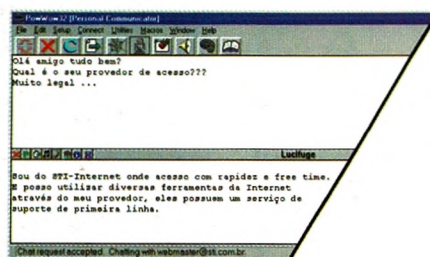 PowWow32 [Personal Communicator]
File Edit Setup Connect Utilities Macros Window Help
Olá amigo tudo bem?
Qual é o seu provedor de acesso???
Muito legal ...
Lucifuge
Sou do STI-Internet onde acesso com rapidez e free time.
E posso utilizar diversas ferramentas da Internet
através do meu provedor, eles possuem um serviço de
suporte de primeira linha.
Chat request accepted. Chatting with webmaster@sti.com.br.